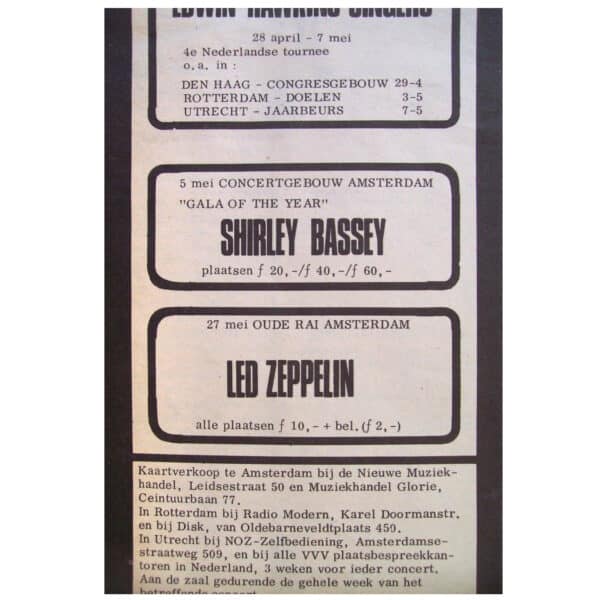 EDWIN HAWKINS SINGERS
28 april - 7 mei
4e Nederlandse tournee
o.a. in :
DEN HAAG - CONGRESGEBOUW 29-4
ROTTERDAM - DOELEN 3-5
UTRECHT - JAARBEURS 7-5
5 mei CONCERTGEBOUW AMSTERDAM
"GALA OF THE YEAR"
SHIRLEY BASSEY
plaatsen ƒ 20,-/ƒ 40,-/ƒ 60,-
27 mei OUDE RAI AMSTERDAM
LED ZEPPELIN
alle plaatsen ƒ 10,- + bel.(ƒ 2,-)
Kaartverkoop te Amsterdam bij de Nieuwe Muziek-
handel, Leidsestraat 50 en Muziekhandel Glorie,
Ceintuurbaan 77.
In Rotterdam bij Radio Modern, Karel Doormanstr.
en bij Disk, van Oldebarneveldtplaats 459.
In Utrecht bij NOZ-Zelfbediening, Amsterdamse-
straatweg 509, en bij alle VVV plaatsbespreekkan-
toren in Nederland, 3 weken voor ieder concert.
Aan de zaal gedurende de gehele week van het
betreffende concert